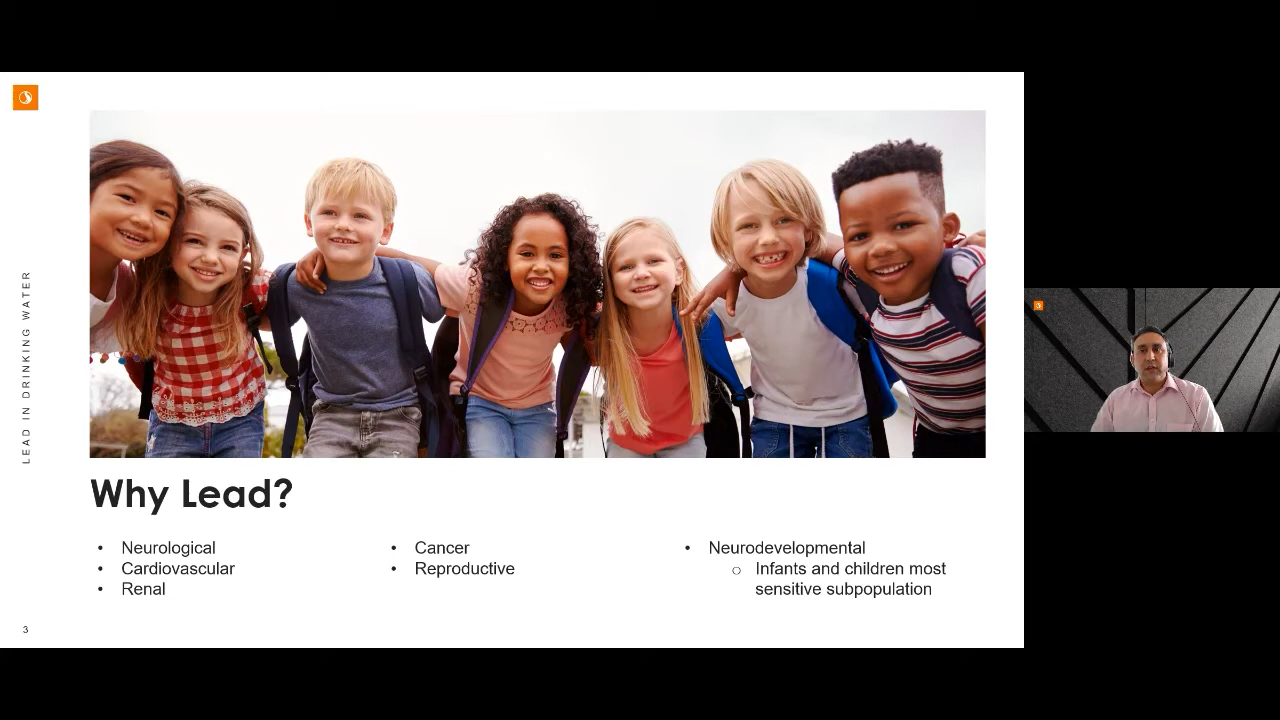 LEAD IN DRINKING WATER
Why Lead?
• Neurological
• Cardiovascular
• Renal
• Cancer
• Reproductive
• Neurodevelopmental
○ Infants and children most
sensitive subpopulation
3